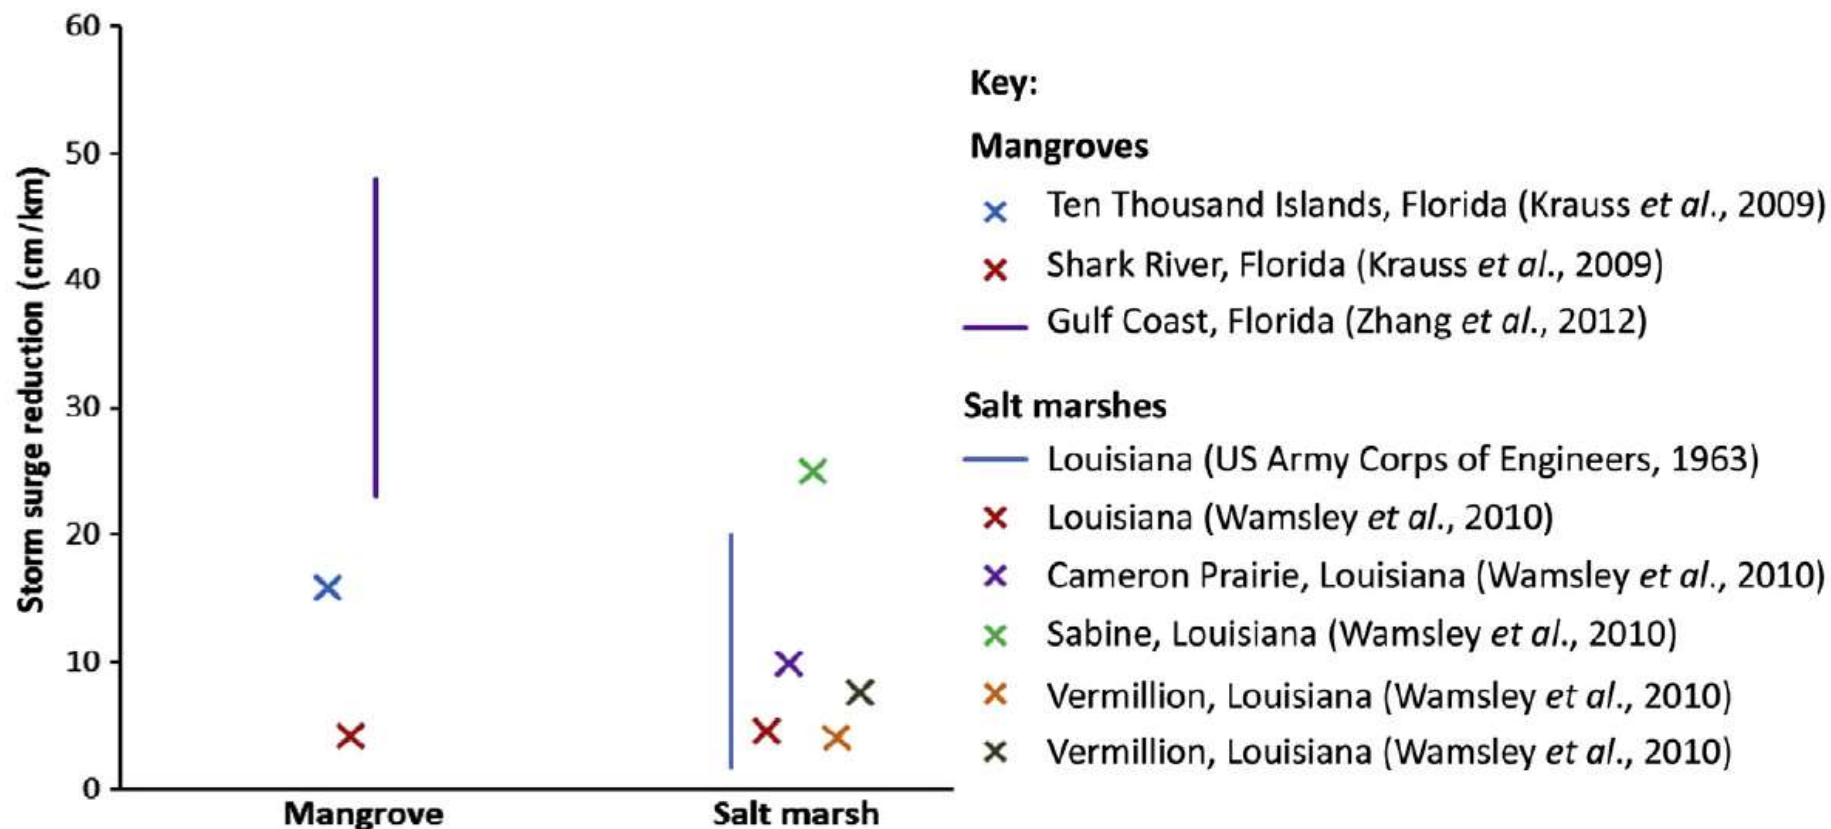 60
50
40
30
20
10
0
Storm surge reduction (cm/km)
Mangrove
Salt marsh
Key:
Mangroves
Ten Thousand Islands, Florida (Krauss et al., 2009)
Shark River, Florida (Krauss et al., 2009)
Gulf Coast, Florida (Zhang et al., 2012)
Salt marshes
Louisiana (US Army Corps of Engineers, 1963)
Louisiana (Wamsley et al., 2010)
Cameron Prairie, Louisiana (Wamsley et al., 2010)
Sabine, Louisiana (Wamsley et al., 2010)
Vermillion, Louisiana (Wamsley et al., 2010)
Vermillion, Louisiana (Wamsley et al., 2010)